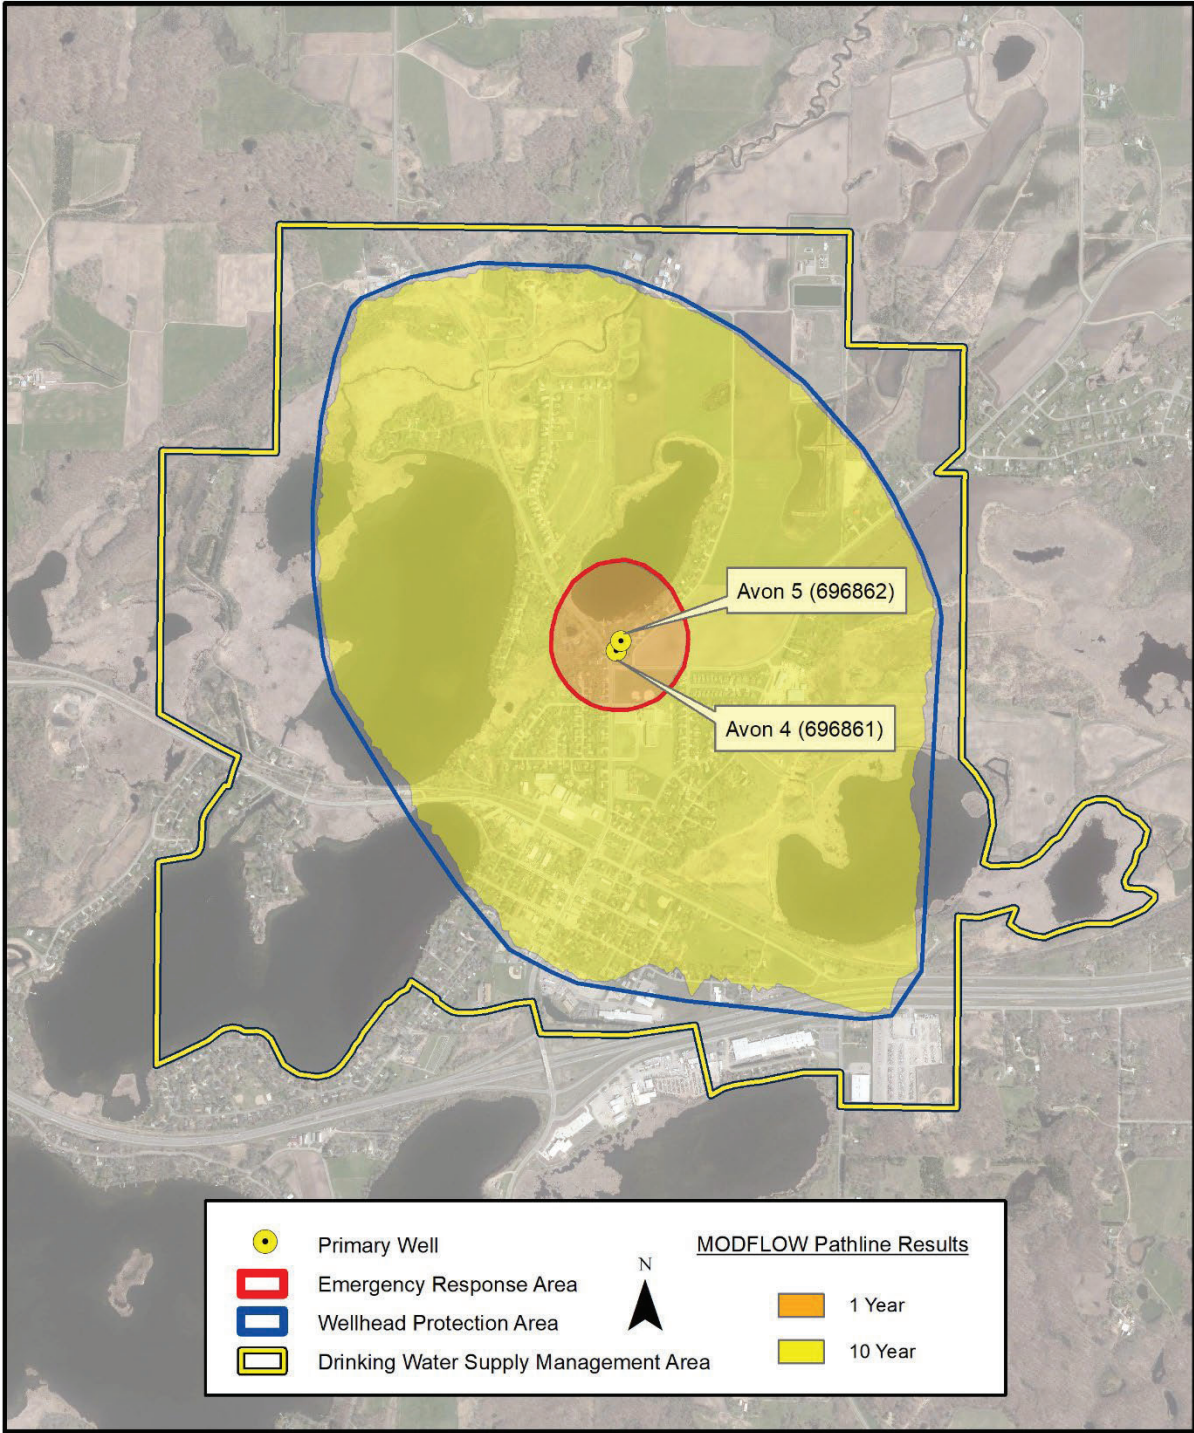 Avon 5 (696862)
Avon 4 (696861)
Primary Well
Emergency Response Area
Wellhead Protection Area
Drinking Water Supply Management Area
N
MODFLOW Pathline Results
1 Year
10 Year